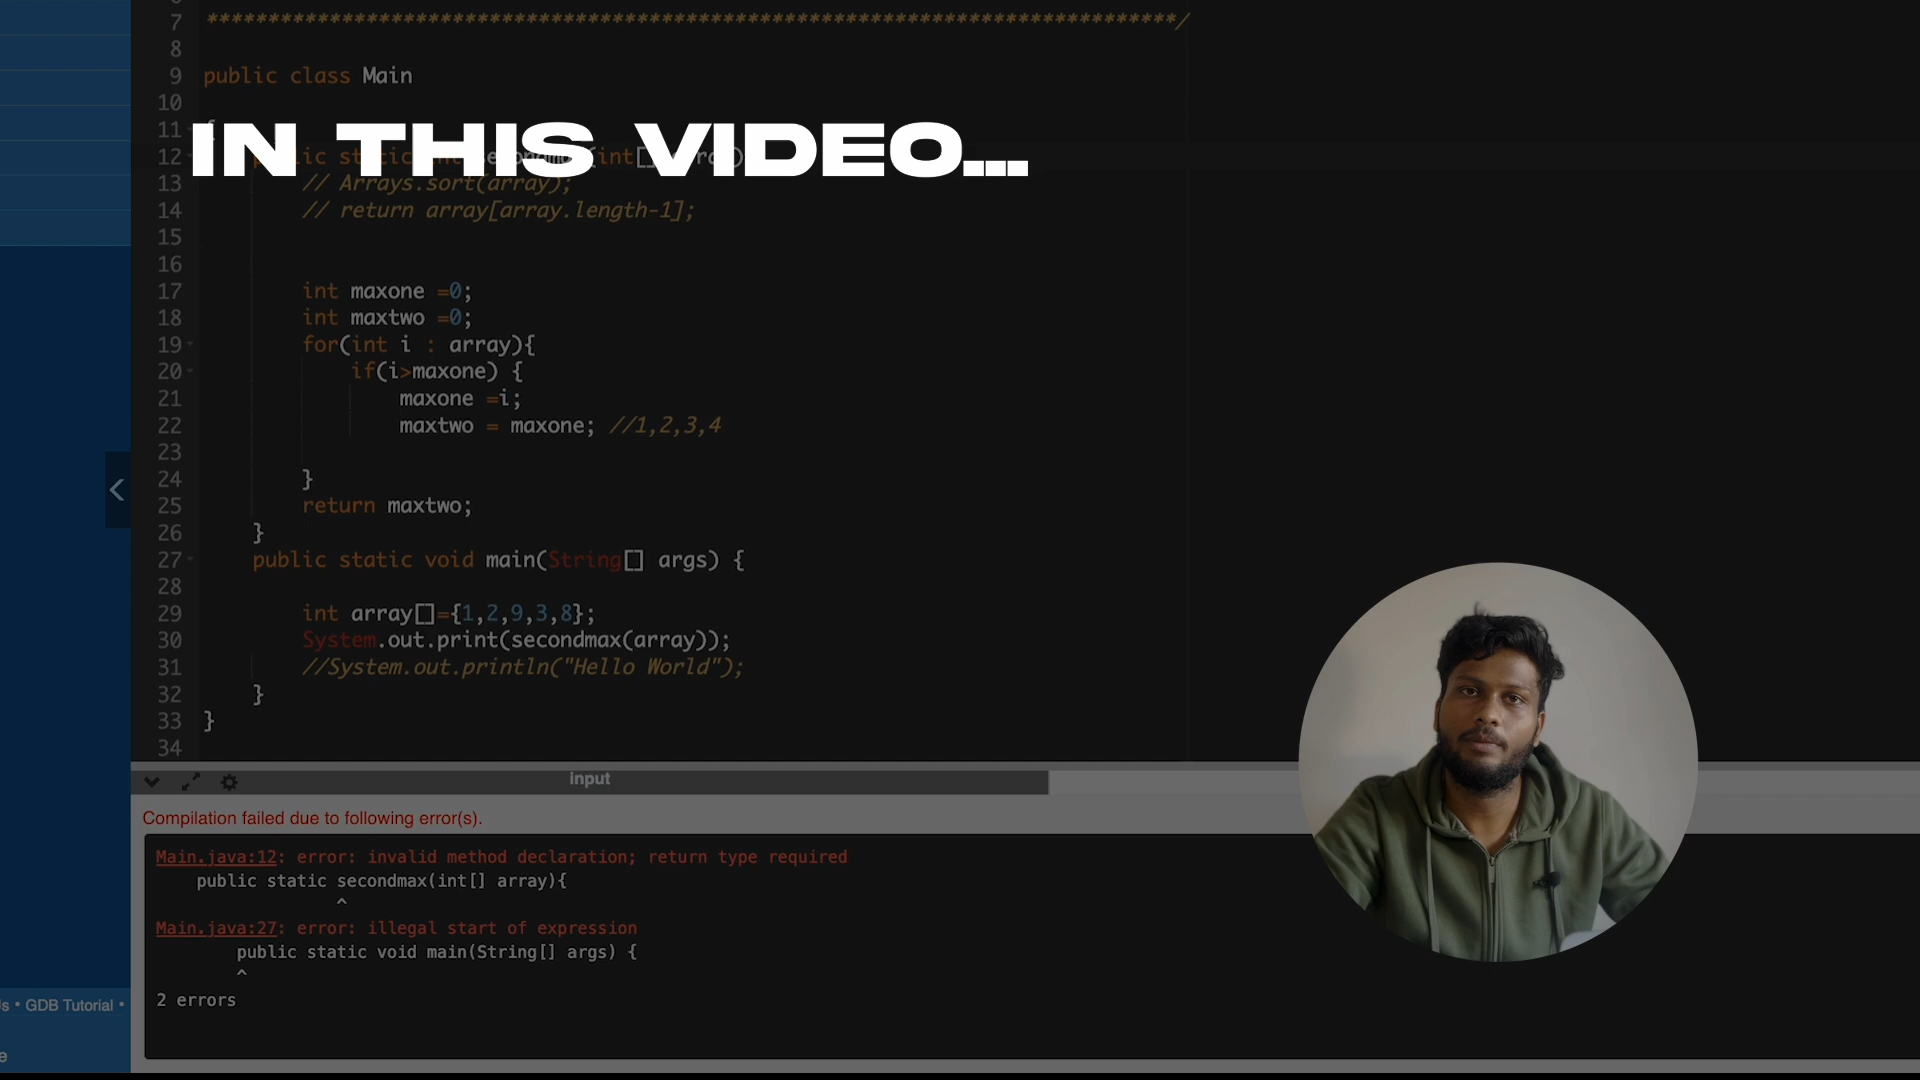 7 *******************************************************************************/
8
9 public class Main
10
IN THIS VIDEO...
11 {
12 public static int secondmax(int[] array)
13 // Arrays.sort(array);
14 // return array[array.length-1];
15
16
17 int maxone =0;
18 int maxtwo =0;
19 for(int i : array){
20 if(i>maxone) {
21 maxone =i;
22 maxtwo = maxone; //1,2,3,4
23
24 }
25 return maxtwo;
26 }
27 public static void main(String[] args) {
28
29 int array[]={1,2,9,3,8};
30 System.out.print(secondmax(array));
31 //System.out.println("Hello World");
32 }
33 }
34
input
Compilation failed due to following error(s).
Main.java:12: error: invalid method declaration; return type required
public static secondmax(int[] array){
^
Main.java:27: error: illegal start of expression
public static void main(String[] args) {
^
2 errors
• GDB Tutorial •